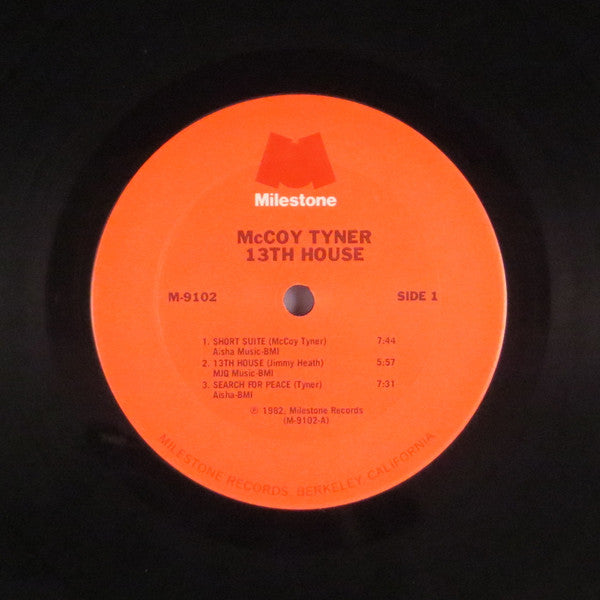 Milestone
McCOY TYNER
13TH HOUSE
M-9102 SIDE 1
1. SHORT SUITE (McCoy Tyner) 7:44
Aisha Music-BMI
2. 13TH HOUSE (Jimmy Heath) 5:57
MJQ Music-BMI
3. SEARCH FOR PEACE (Tyner) 7:31
Aisha-BMI
℗ 1982, Milestone Records
(M-9102-A)
MILESTONE RECORDS, BERKELEY, CALIFORNIA